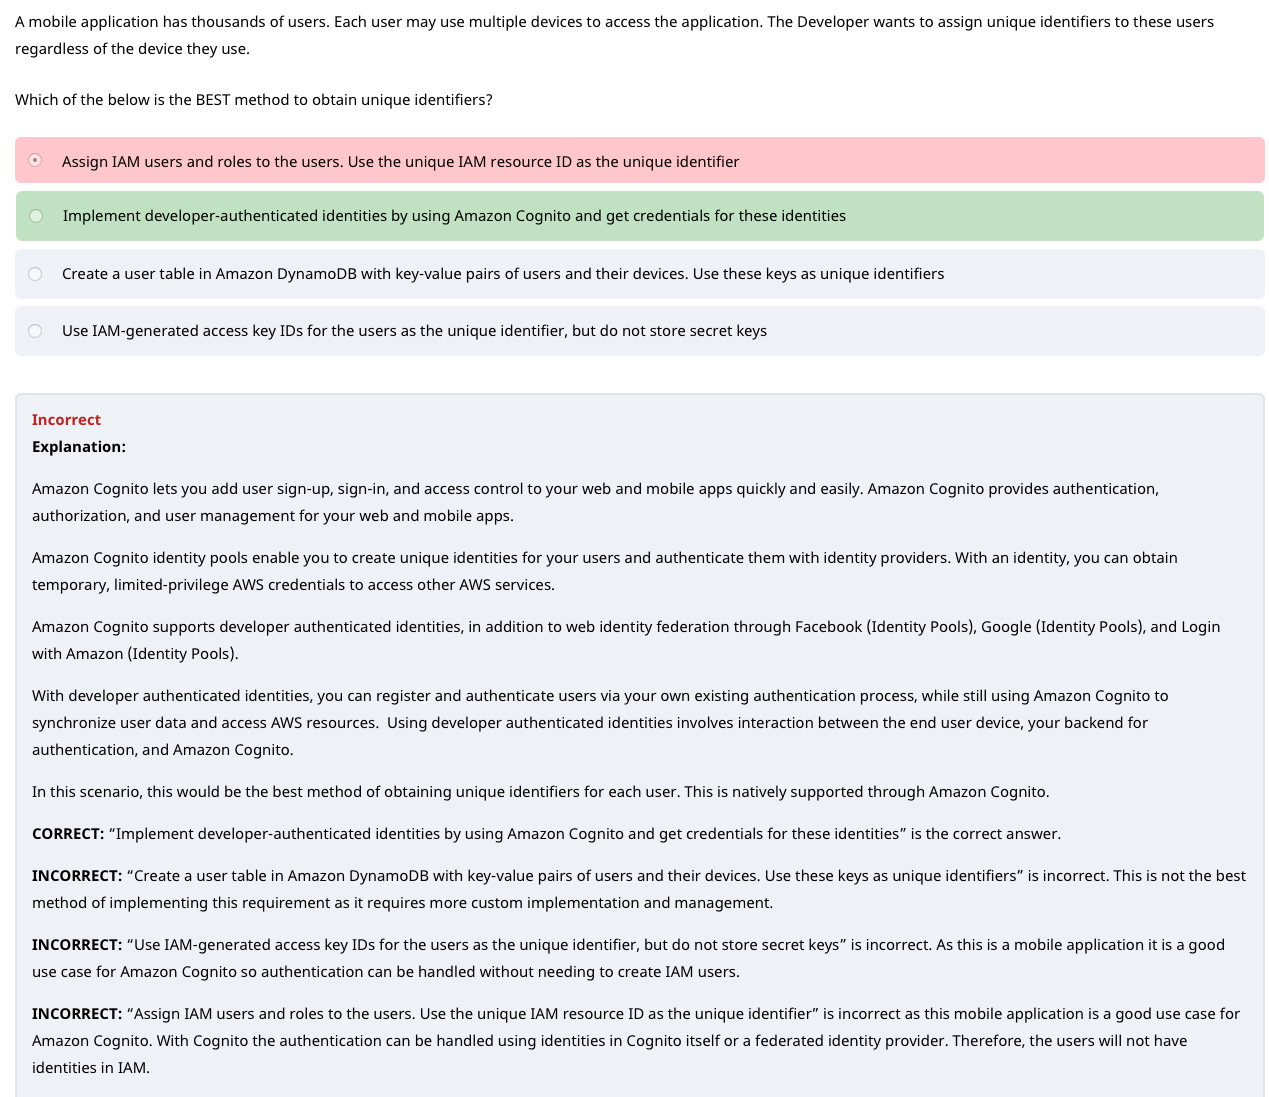 A mobile application has thousands of users. Each user may use multiple devices to access the application. The Developer wants to assign unique identifiers to these users
regardless of the device they use.
Which of the below is the BEST method to obtain unique identifiers?
Assign IAM users and roles to the users. Use the unique IAM resource ID as the unique identifier
Implement developer-authenticated identities by using Amazon Cognito and get credentials for these identities
Create a user table in Amazon DynamoDB with key-value pairs of users and their devices. Use these keys as unique identifiers
Use IAM-generated access key IDs for the users as the unique identifier, but do not store secret keys
Incorrect
Explanation:
Amazon Cognito lets you add user sign-up, sign-in, and access control to your web and mobile apps quickly and easily. Amazon Cognito provides authentication,
authorization, and user management for your web and mobile apps.
Amazon Cognito identity pools enable you to create unique identities for your users and authenticate them with identity providers. With an identity, you can obtain
temporary, limited-privilege AWS credentials to access other AWS services.
Amazon Cognito supports developer authenticated identities, in addition to web identity federation through Facebook (Identity Pools), Google (Identity Pools), and Login
with Amazon (Identity Pools).
With developer authenticated identities, you can register and authenticate users via your own existing authentication process, while still using Amazon Cognito to
synchronize user data and access AWS resources.  Using developer authenticated identities involves interaction between the end user device, your backend for
authentication, and Amazon Cognito.
In this scenario, this would be the best method of obtaining unique identifiers for each user. This is natively supported through Amazon Cognito.
CORRECT: “Implement developer-authenticated identities by using Amazon Cognito and get credentials for these identities” is the correct answer.
INCORRECT: “Create a user table in Amazon DynamoDB with key-value pairs of users and their devices. Use these keys as unique identifiers” is incorrect. This is not the best
method of implementing this requirement as it requires more custom implementation and management.
INCORRECT: “Use IAM-generated access key IDs for the users as the unique identifier, but do not store secret keys” is incorrect. As this is a mobile application it is a good
use case for Amazon Cognito so authentication can be handled without needing to create IAM users.
INCORRECT: “Assign IAM users and roles to the users. Use the unique IAM resource ID as the unique identifier” is incorrect as this mobile application is a good use case for
Amazon Cognito. With Cognito the authentication can be handled using identities in Cognito itself or a federated identity provider. Therefore, the users will not have
identities in IAM.